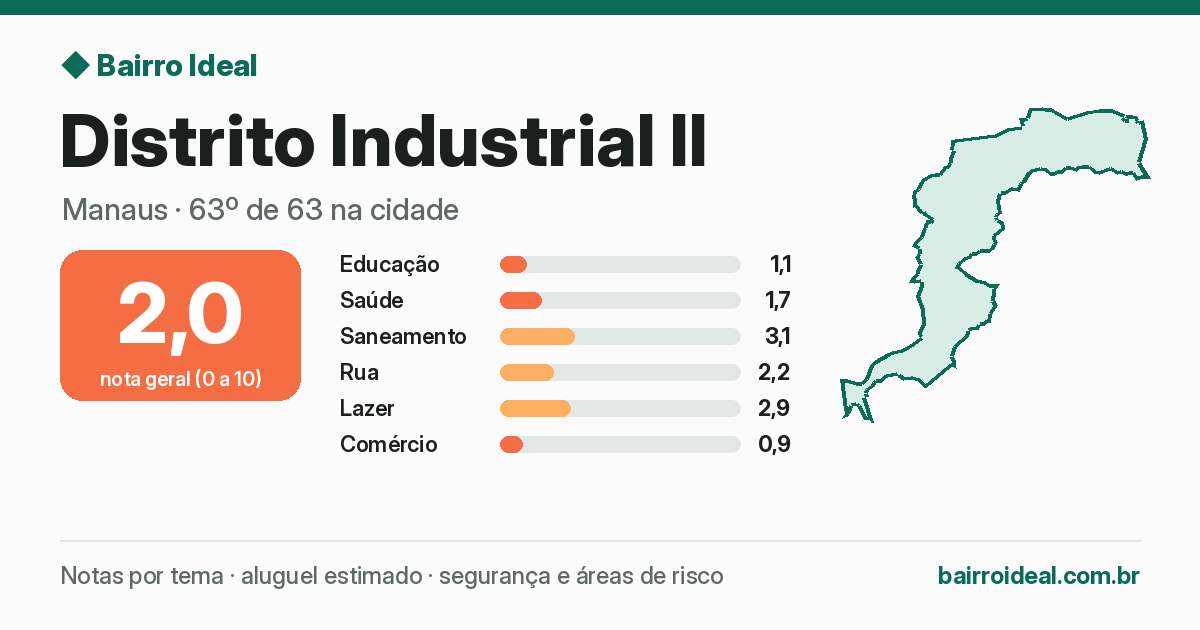 Bairro Ideal
Distrito Industrial II
Manaus · 63º de 63 na cidade
2,0
nota geral (0 a 10)
Educação 1,1
Saúde 1,7
Saneamento 3,1
Rua 2,2
Lazer 2,9
Comércio 0,9
Notas por tema · aluguel estimado · segurança e áreas de risco
bairroideal.com.br